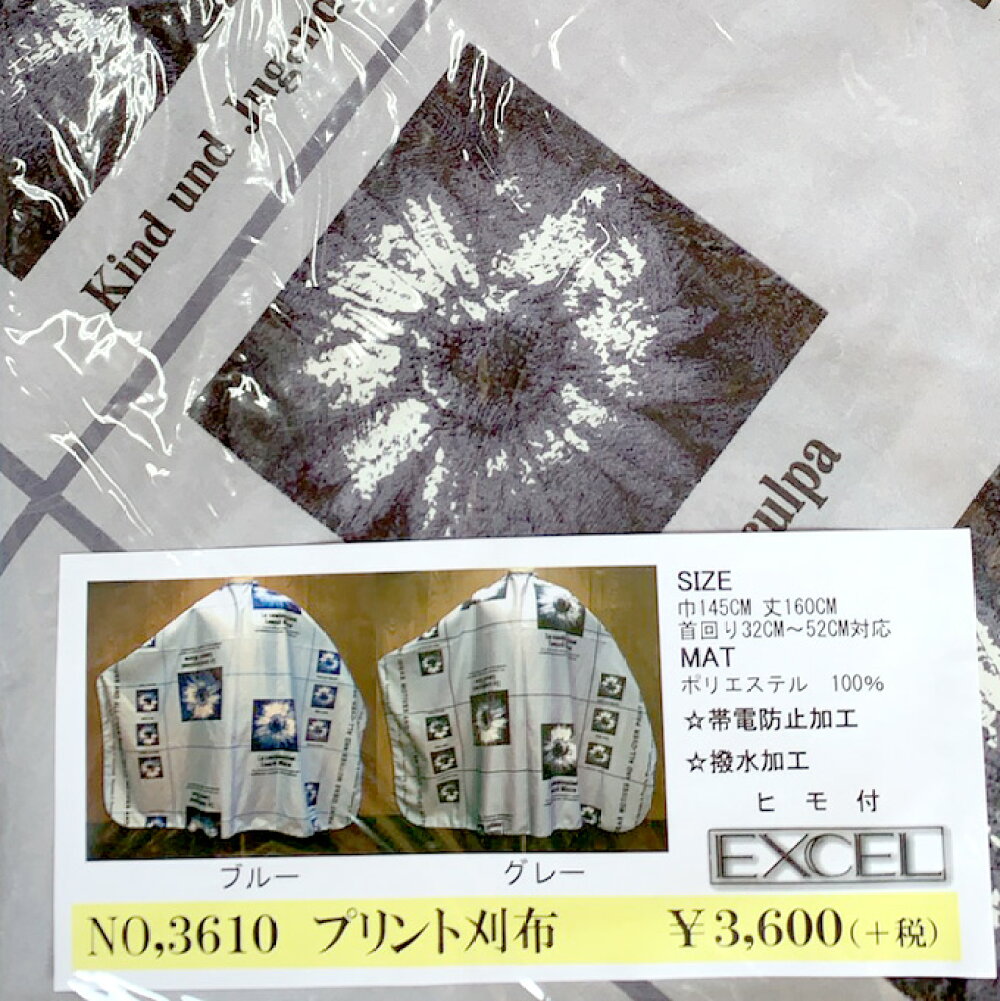 Kind und Jugend
culpa
SIZE
巾145CM 丈160CM
首回り32CM～52CM対応
MAT
ポリエステル 100%
☆帯電防止加工
☆撥水加工
ヒモ付
EXCEL
ブルー
グレー
NO,3610 プリント刈布 ¥3,600(+税)